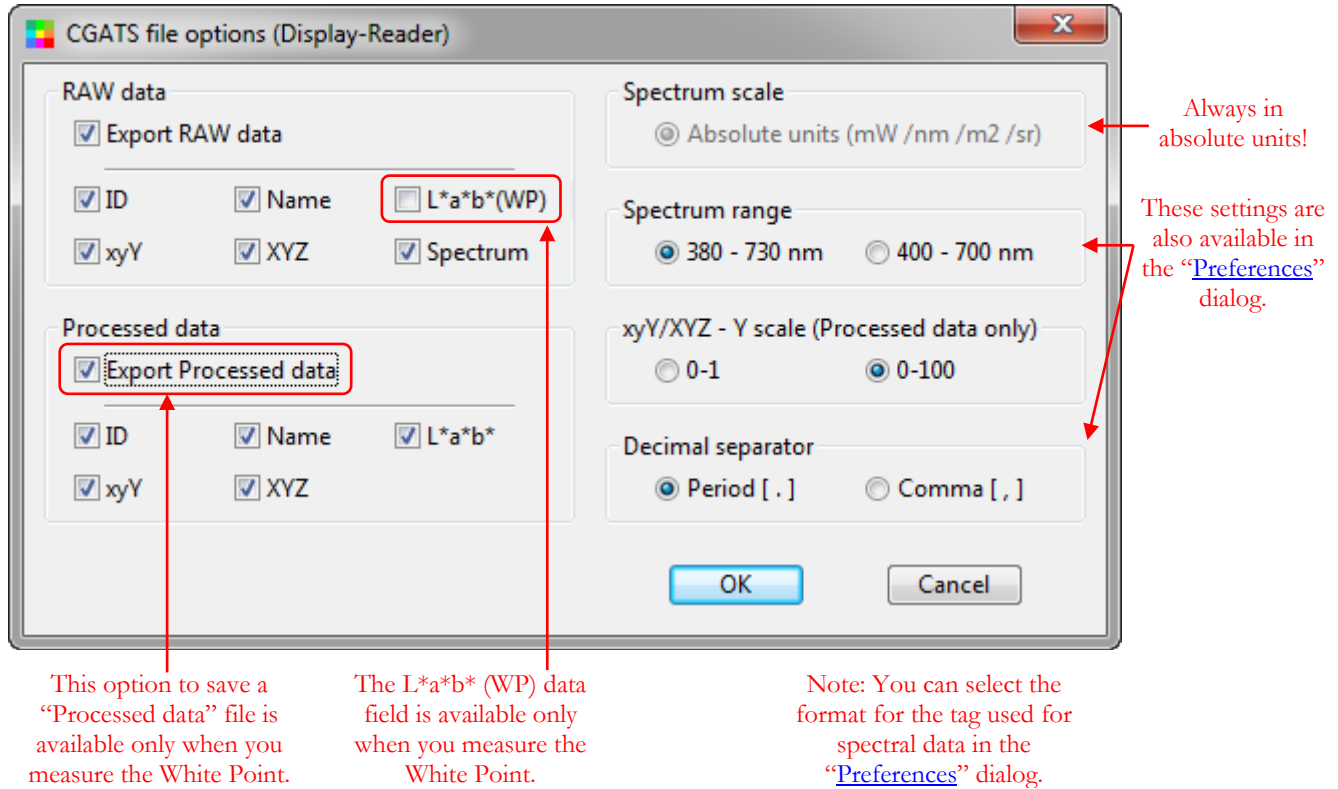 CGATS file options (Display-Reader)
RAW data
Export RAW data
ID
Name
L*a*b*(WP)
xyY
XYZ
Spectrum
Processed data
Export Processed data
ID
Name
L*a*b*
xyY
XYZ
Spectrum scale
Absolute units (mW /nm /m2 /sr)
Spectrum range
380 - 730 nm
400 - 700 nm
xyY/XYZ - Y scale (Processed data only)
0-1
0-100
Decimal separator
Period [ . ]
Comma [ , ]
OK
Cancel
Always in
absolute units!
These settings are
also available in
the “Preferences”
dialog.
This option to save a
“Processed data” file is
available only when you
measure the White Point.
The L*a*b* (WP) data
field is available only
when you measure the
White Point.
Note: You can select the
format for the tag used for
spectral data in the
“Preferences” dialog.